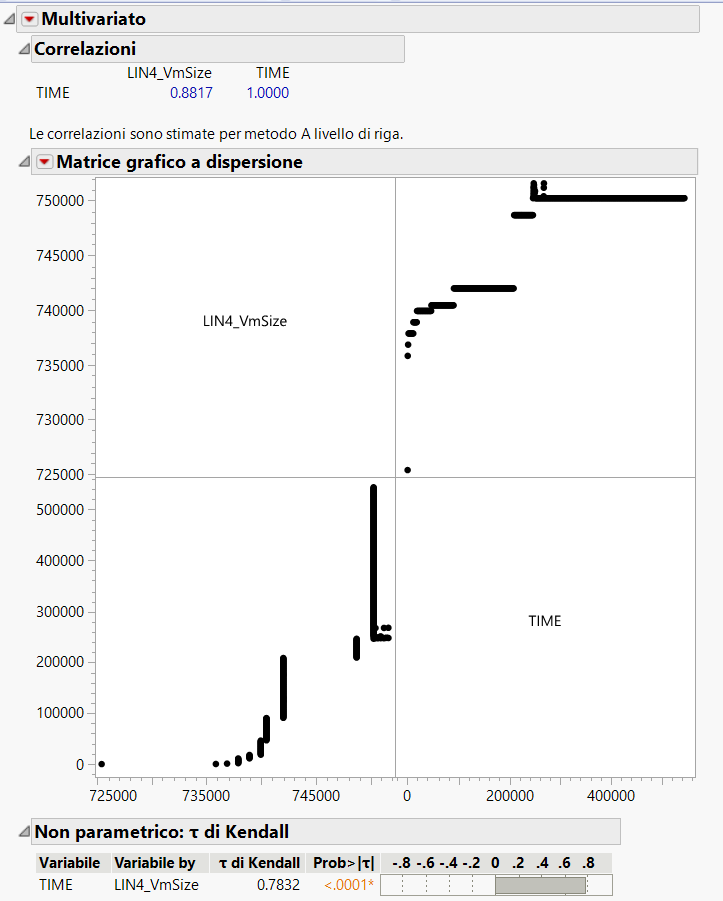 Multivariato
Correlazioni
LIN4_VmSize TIME
TIME 0.8817 1.0000
Le correlazioni sono stimate per metodo A livello di riga.
Matrice grafico a dispersione
750000
745000
740000
735000
730000
725000
LIN4_VmSize
500000
400000
300000
200000
100000
0
TIME
725000 735000 745000 0 200000 400000
Non parametrico: τ di Kendall
Variabile Variabile by τ di Kendall Prob>|τ| -.8 -.6 -.4 -.2 0 .2 .4 .6 .8
TIME LIN4_VmSize 0.7832 <.0001*